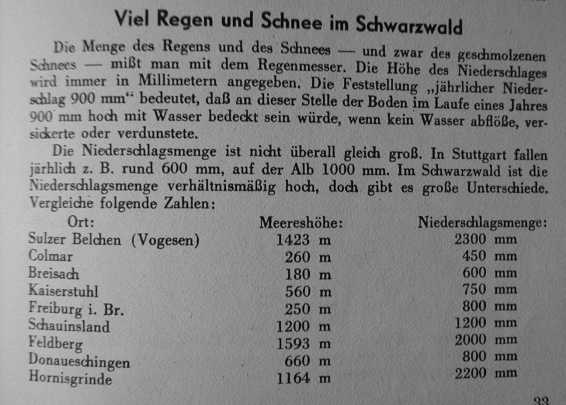 Viel Regen und Schnee im Schwarzwald
Die Menge des Regens und des Schnees — und zwar des geschmolzenen
Schnees — mißt man mit dem Regenmesser. Die Höhe des Niederschlages
wird immer in Millimetern angegeben. Die Feststellung „jährlicher Nieder-
schlag 900 mm“ bedeutet, daß an dieser Stelle der Boden im Laufe eines Jahres
900 mm hoch mit Wasser bedeckt sein würde, wenn kein Wasser abflöße, ver-
sickerte oder verdunstete.
Die Niederschlagsmenge ist nicht überall gleich groß. In Stuttgart fallen
järhlich z. B. rund 600 mm, auf der Alb 1000 mm. Im Schwarzwald ist die
Niederschlagsmenge verhältnismäßig hoch, doch gibt es große Unterschiede.
Vergleiche folgende Zahlen:
Ort: Meereshöhe: Niederschlagsmenge:
Sulzer Belchen (Vogesen) 1423 m 2300 mm
Colmar 260 m 450 mm
Breisach 180 m 600 mm
Kaiserstuhl 560 m 750 mm
Freiburg i. Br. 250 m 800 mm
Schauinsland 1200 m 1200 mm
Feldberg 1593 m 2000 mm
Donaueschingen 660 m 800 mm
Hornisgrinde 1164 m 2200 mm